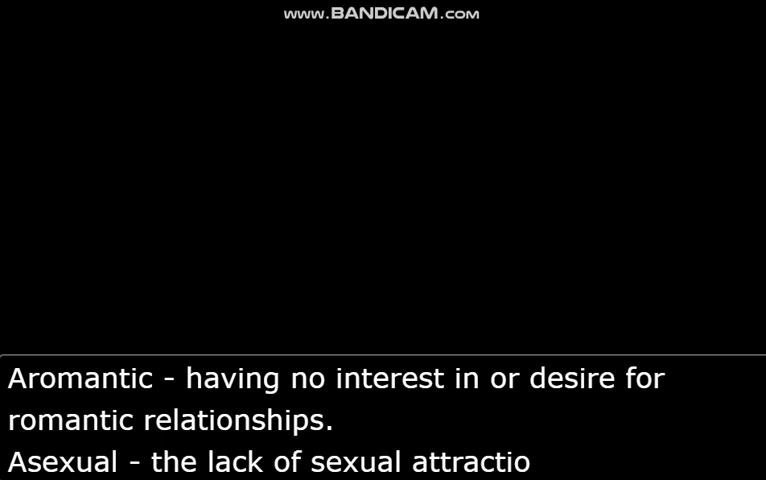 www.BANDICAM.com
Aromantic - having no interest in or desire for
romantic relationships.
Asexual - the lack of sexual attractio